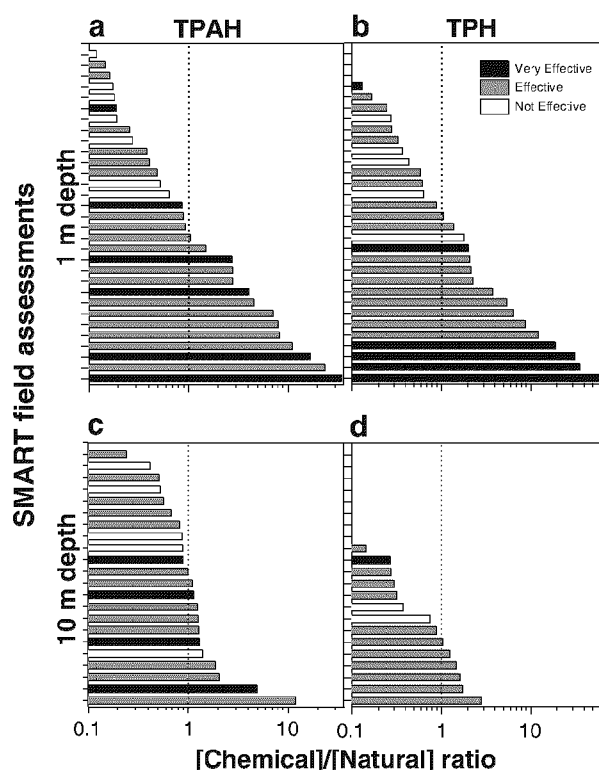 a
TPAH
b
TPH
Very Effective
Effective
Not Effective
SMART field assessments
1 m depth
c
d
10 m depth
0.1
1
10
0.1
1
10
[Chemical]/[Natural] ratio